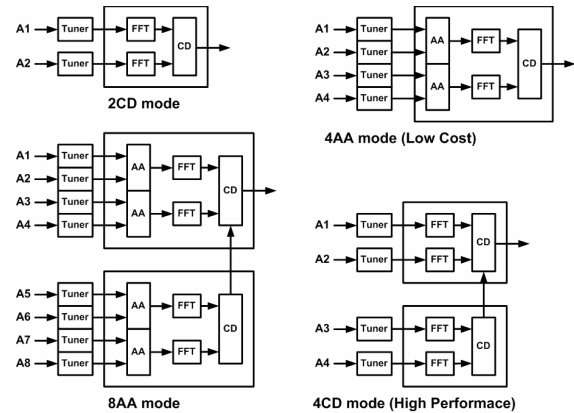 A1 Tuner FFT CD
A2 Tuner FFT
2CD mode
A1 Tuner AA FFT CD
A2 Tuner
A3 Tuner AA FFT
A4 Tuner
4AA mode (Low Cost)
A1 Tuner AA FFT CD
A2 Tuner
A3 Tuner AA FFT
A4 Tuner
A5 Tuner AA FFT CD
A6 Tuner
A7 Tuner AA FFT
A8 Tuner
8AA mode
A1 Tuner FFT CD
A2 Tuner FFT
A3 Tuner FFT CD
A4 Tuner FFT
4CD mode (High Performace)